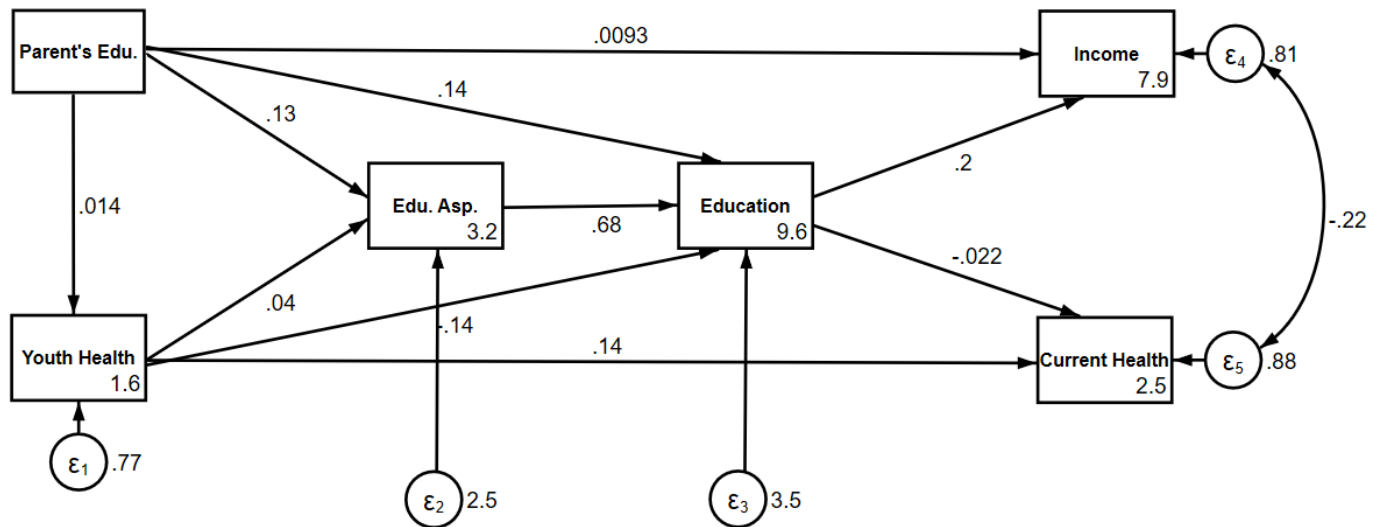 Parent's Edu.
.0093
Income
7.9
ε4
.81
.14
.13
.2
Edu. Asp.
3.2
.68
Education
9.6
.014
-.22
-.022
.04
-.14
Youth Health
1.6
.14
Current Health
2.5
ε5
.88
ε1
.77
ε2
2.5
ε3
3.5